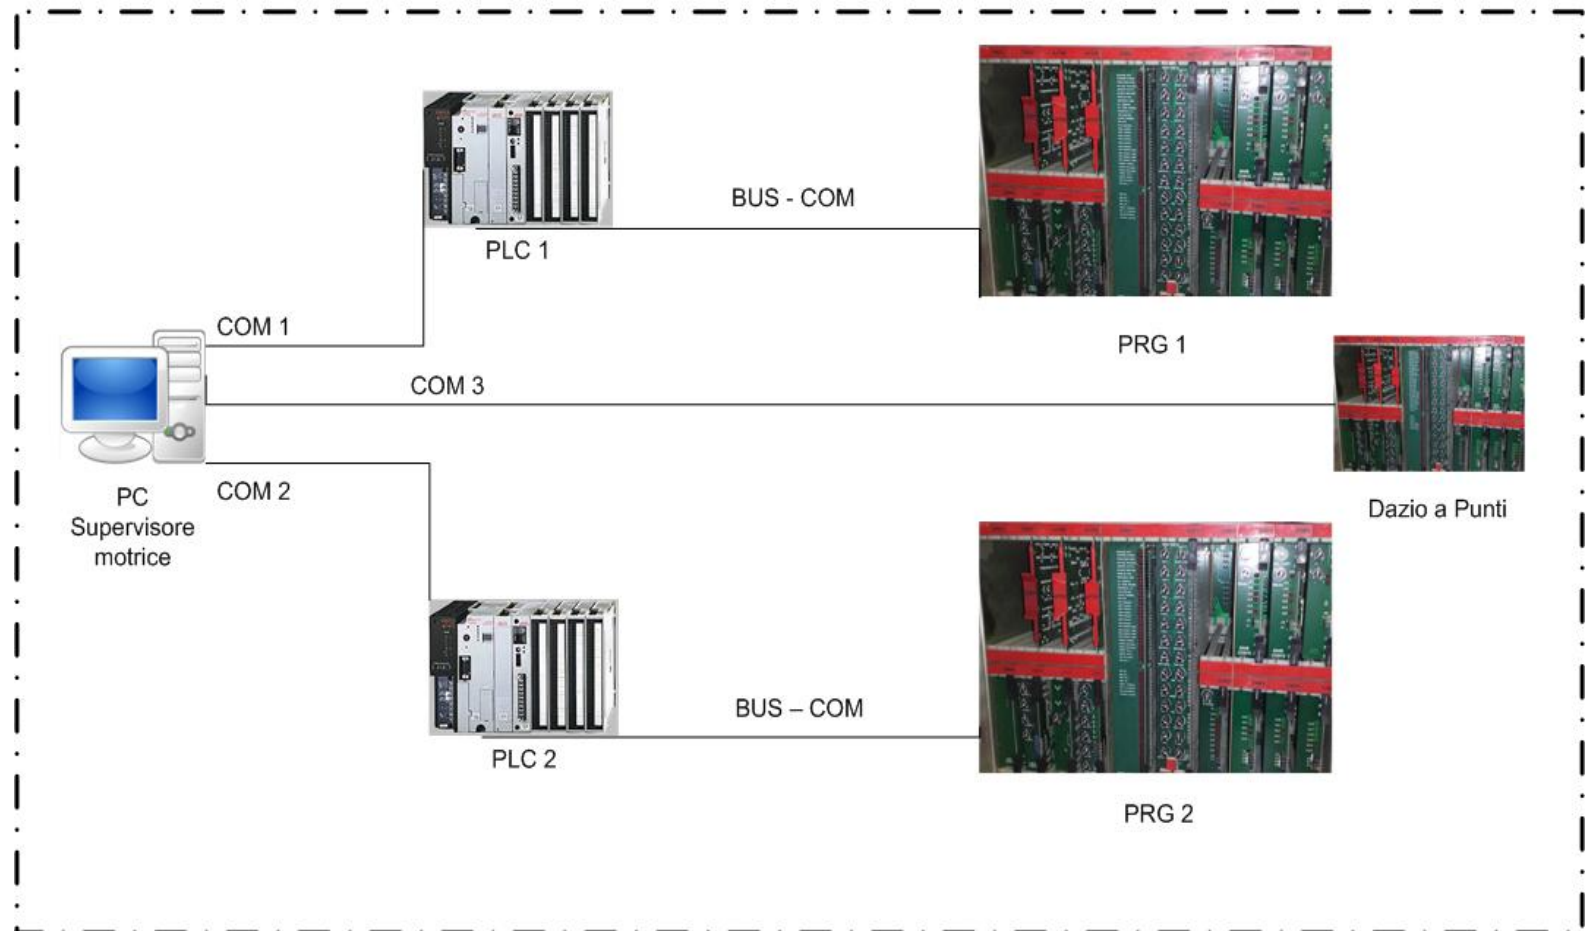 BUS - COM
PLC 1
COM 1
PRG 1
COM 3
COM 2
PC
Supervisore
motrice
Dazio a Punti
BUS – COM
PLC 2
PRG 2